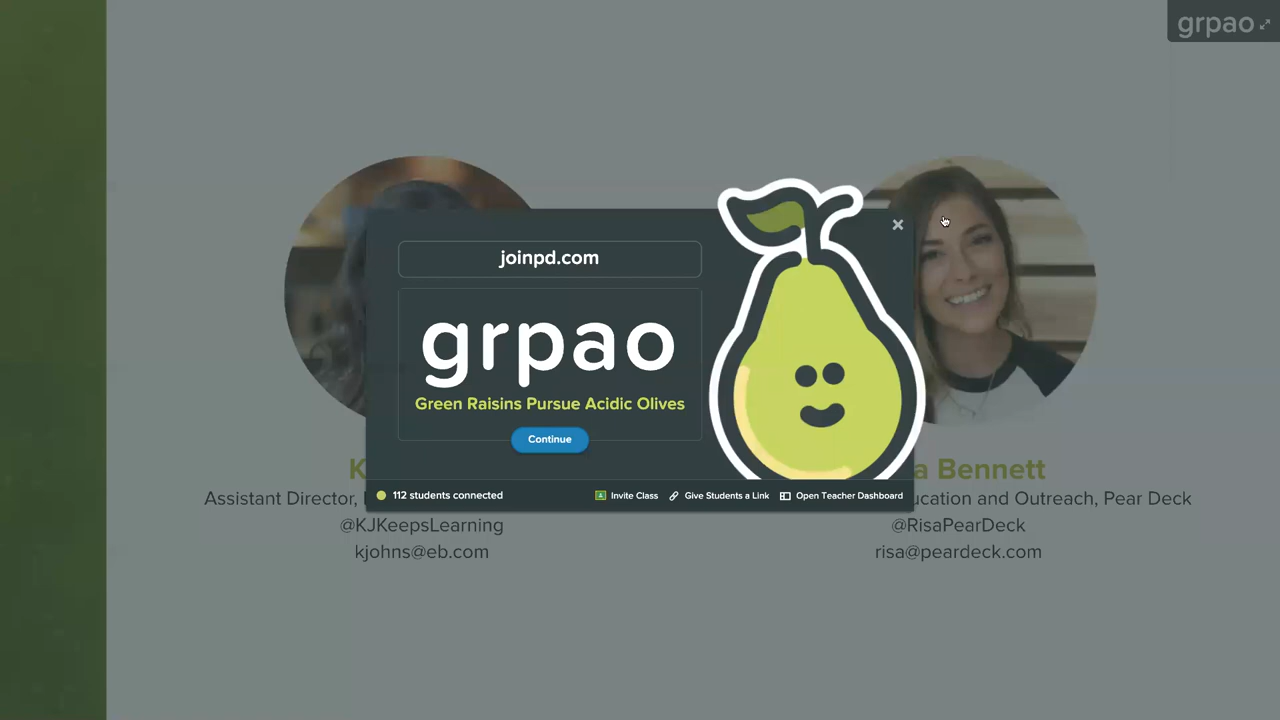 grpao
joinpd.com
grpao
Green Raisins Pursue Acidic Olives
Continue
112 students connected
Invite Class
Give Students a Link
Open Teacher Dashboard
Bennett
Assistant Director,
ucation and Outreach, Pear Deck
@KJKeepsLearning
@RisaPearDeck
kjohns@eb.com
risa@peardeck.com